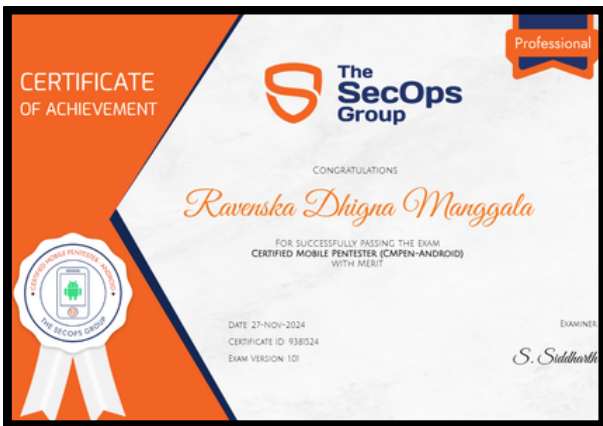 Professional
CERTIFICATE
OF ACHIEVEMENT
The
SecOps
Group
CONGRATULATIONS
Ravenska Dhigna Manggala
FOR SUCCESSFULLY PASSING THE EXAM
CERTIFIED MOBILE PENTESTER (CMPEN-ANDROID)
WITH MERIT
CERTIFIED MOBILE PENTESTER - ANDROID
THE SECOPS GROUP
DATE 27-NOV-2024
CERTIFICATE ID 9381524
EXAM VERSION 1.01
EXAMINER
S. Siddharth